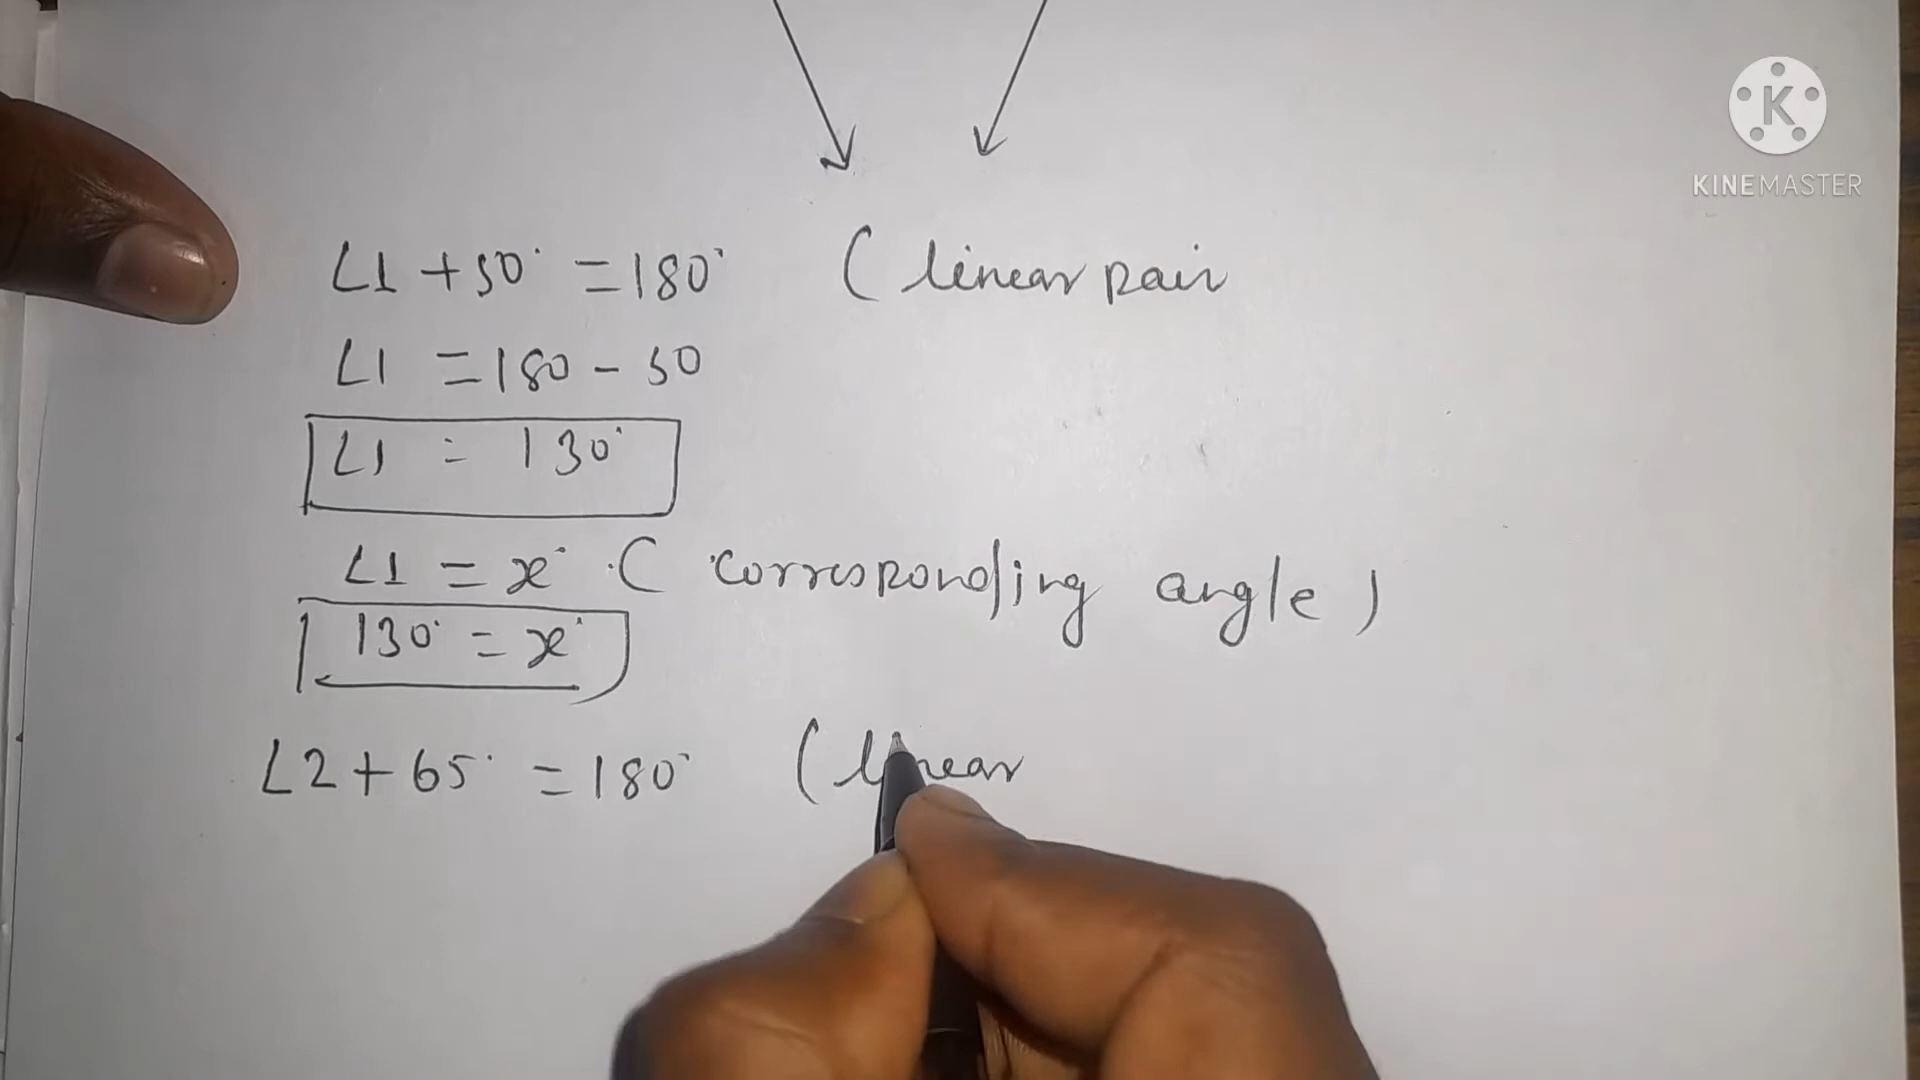 KINEMASTER
∠1 + 50° = 180° (linear pair
∠1 = 180 - 50
∠1 = 130°
∠1 = x° (corresponding angle)
130° = x°
∠2 + 65° = 180° (linear